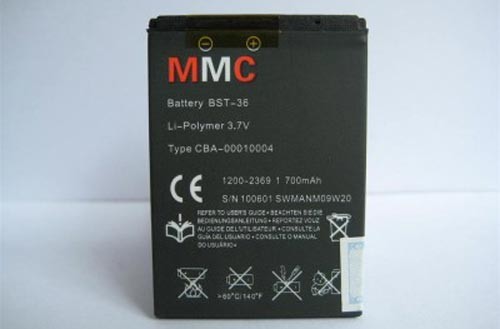 MMC
Battery BST-36
Li-Polymer 3.7V
Type CBA-00010004
1200-2369 1 700mAh
S/N 100601 SWMANM09W20
REFER TO USER'S GUIDE • BEACHTEN SIE DIE
BEDIENUNGSANLEITUNG • REPORTEZ-VOUS
AU GUIDE DE L'UTILISATEUR • CONSULTE LA
GUÍA DEL USUARIO • CONSULTE O MANUAL
DO USUÁRIO
>60°C/140°F